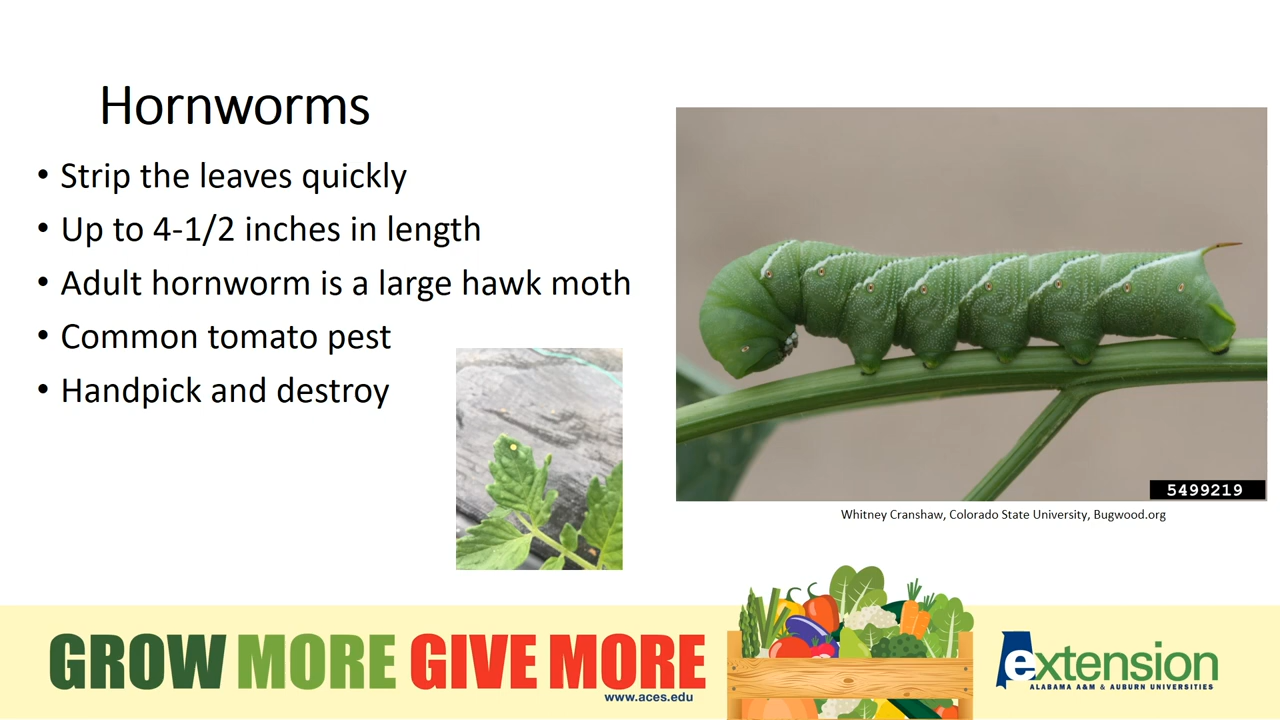 Hornworms
• Strip the leaves quickly
• Up to 4-1/2 inches in length
• Adult hornworm is a large hawk moth
• Common tomato pest
• Handpick and destroy
5499219
Whitney Cranshaw, Colorado State University, Bugwood.org
GROW MORE GIVE MORE
www.aces.edu
extension
ALABAMA A&M & AUBURN UNIVERSITIES